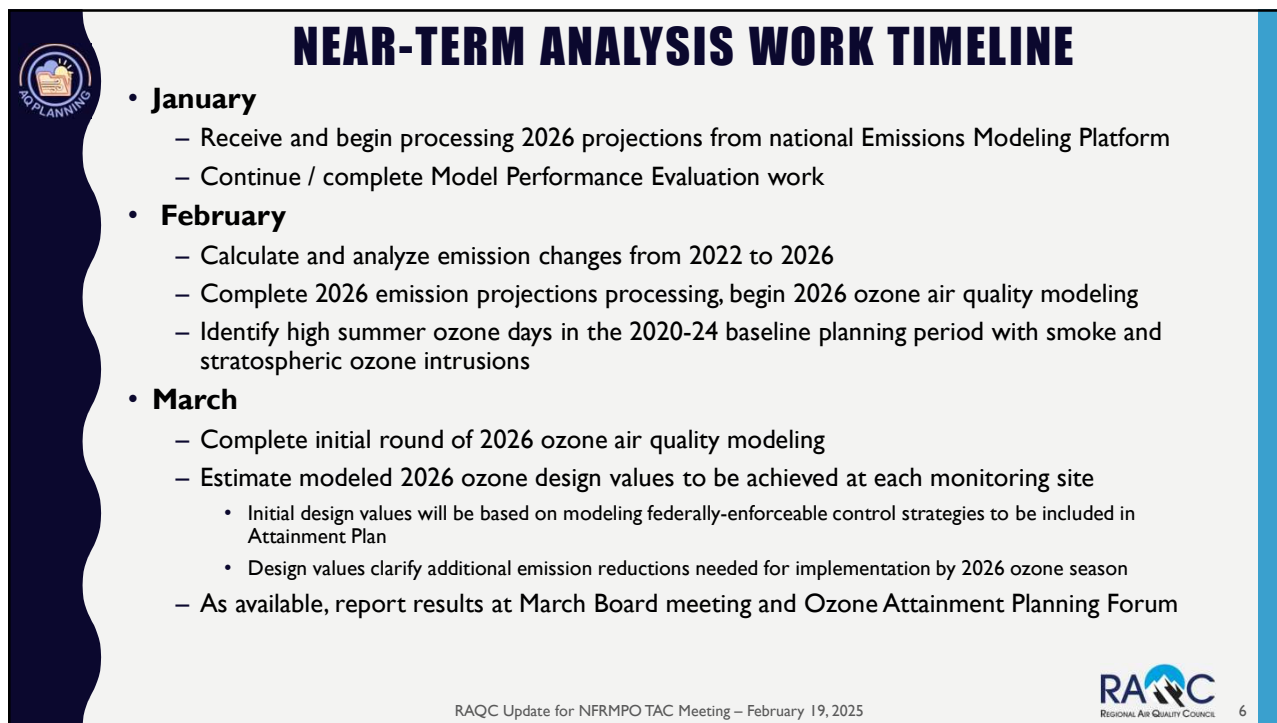 NEAR-TERM ANALYSIS WORK TIMELINE
AQ PLANNING
• January
– Receive and begin processing 2026 projections from national Emissions Modeling Platform
– Continue / complete Model Performance Evaluation work
• February
– Calculate and analyze emission changes from 2022 to 2026
– Complete 2026 emission projections processing, begin 2026 ozone air quality modeling
– Identify high summer ozone days in the 2020-24 baseline planning period with smoke and
stratospheric ozone intrusions
• March
– Complete initial round of 2026 ozone air quality modeling
– Estimate modeled 2026 ozone design values to be achieved at each monitoring site
• Initial design values will be based on modeling federally-enforceable control strategies to be included in
Attainment Plan
• Design values clarify additional emission reductions needed for implementation by 2026 ozone season
– As available, report results at March Board meeting and Ozone Attainment Planning Forum
RAQC
REGIONAL AIR QUALITY COUNCIL
RAQC Update for NFRMPO TAC Meeting – February 19, 2025
6